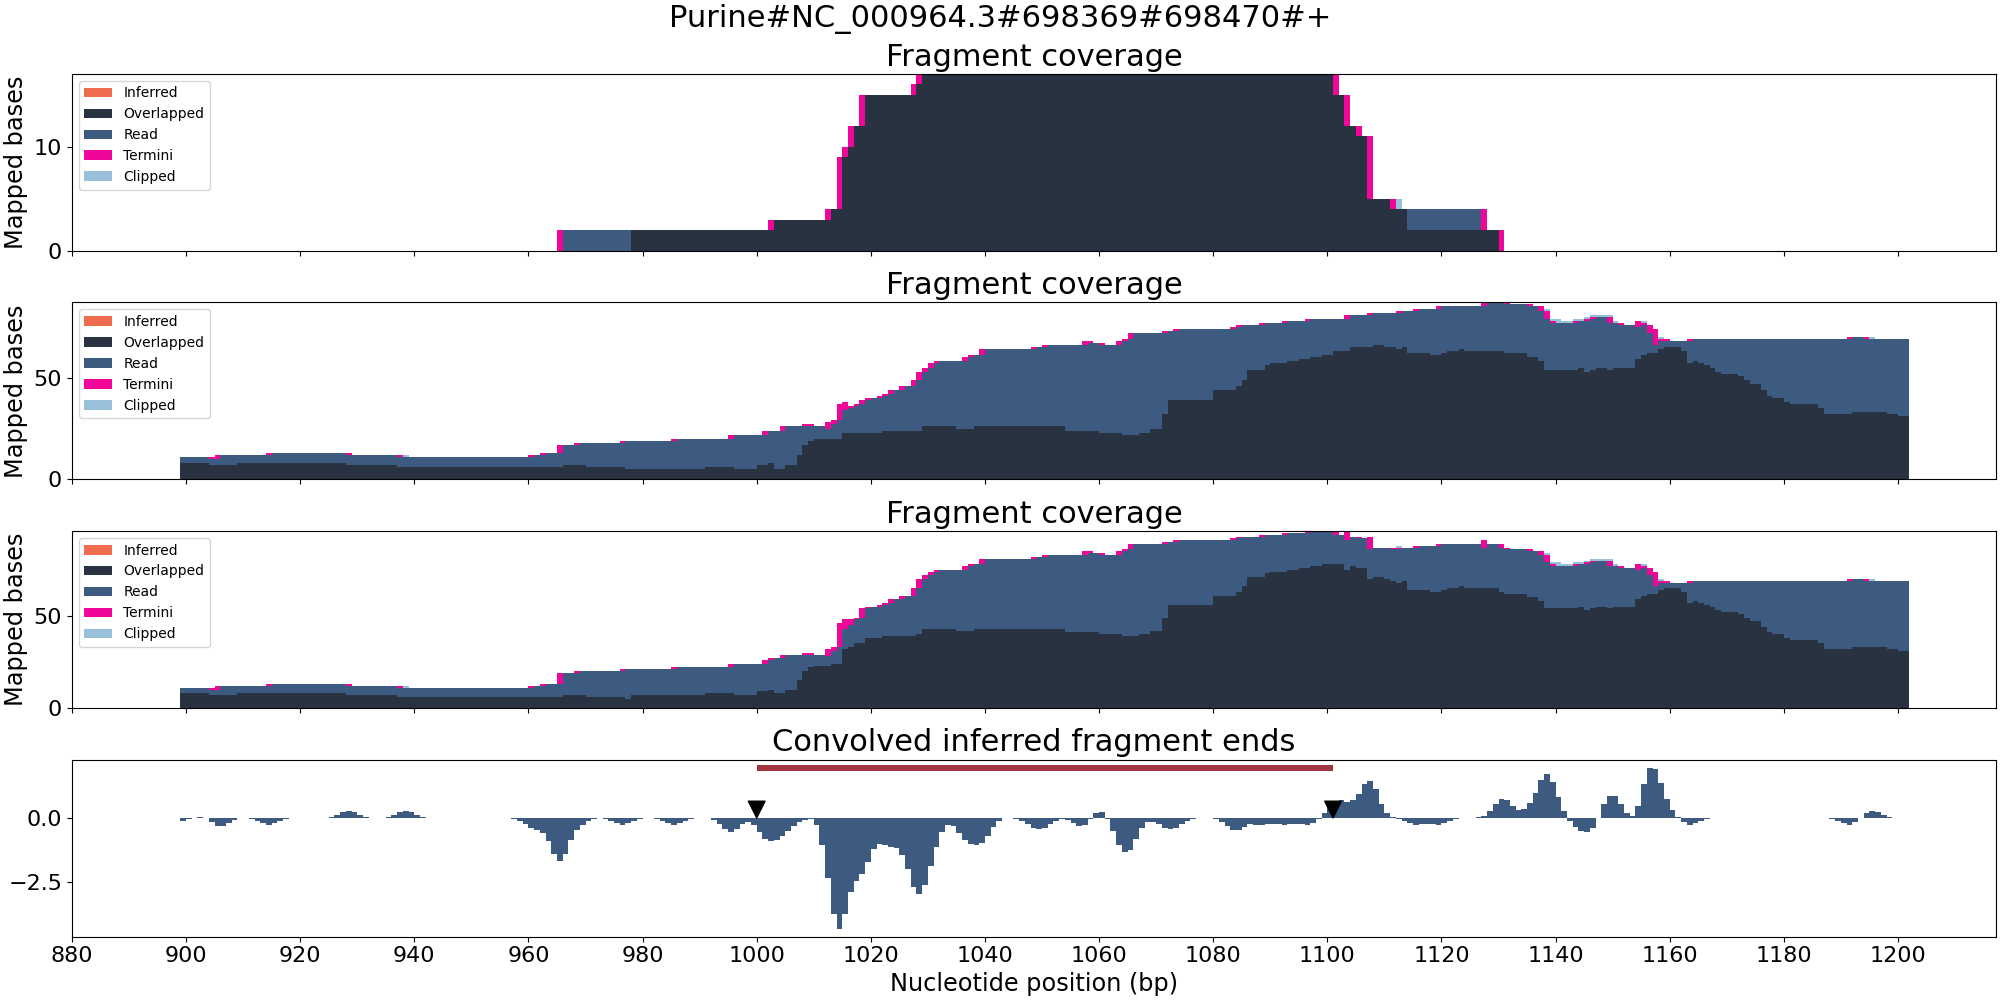 Purine#NC_000964.3#698369#698470#+
Fragment coverage
Mapped bases
10
0
Inferred
Overlapped
Read
Termini
Clipped
Fragment coverage
Mapped bases
50
0
Inferred
Overlapped
Read
Termini
Clipped
Fragment coverage
Mapped bases
50
0
Inferred
Overlapped
Read
Termini
Clipped
Convolved inferred fragment ends
0.0
−2.5
880 900 920 940 960 980 1000 1020 1040 1060 1080 1100 1120 1140 1160 1180 1200
Nucleotide position (bp)